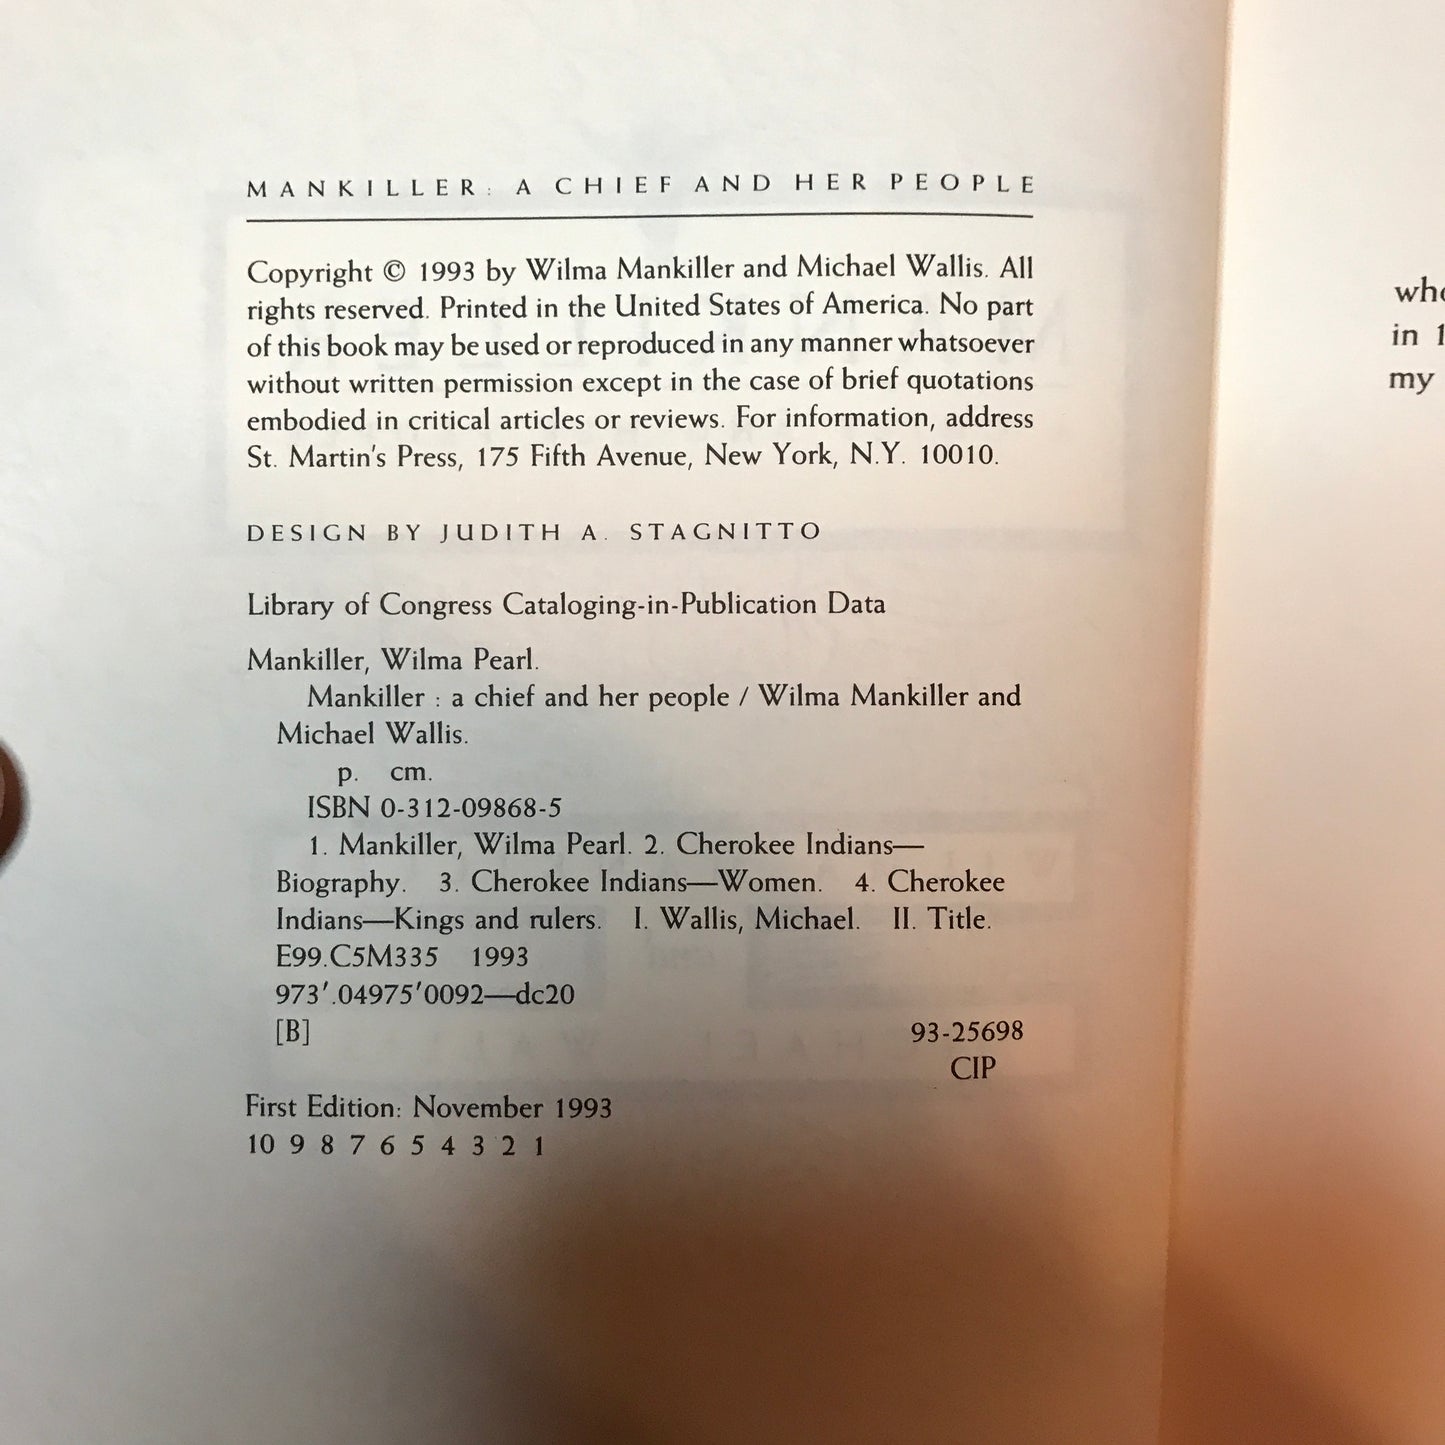 MANKILLER: A CHIEF AND HER PEOPLE
Copyright © 1993 by Wilma Mankiller and Michael Wallis. All
rights reserved. Printed in the United States of America. No part
of this book may be used or reproduced in any manner whatsoever
without written permission except in the case of brief quotations
embodied in critical articles or reviews. For information, address
St. Martin's Press, 175 Fifth Avenue, New York, N.Y. 10010.
DESIGN BY JUDITH A. STAGNITTO
Library of Congress Cataloging-in-Publication Data
Mankiller, Wilma Pearl.
Mankiller : a chief and her people / Wilma Mankiller and
Michael Wallis.
p. cm.
ISBN 0-312-09868-5
1. Mankiller, Wilma Pearl. 2. Cherokee Indians—
Biography. 3. Cherokee Indians—Women. 4. Cherokee
Indians—Kings and rulers. I. Wallis, Michael. II. Title.
E99.C5M335 1993
973'.04975'0092—dc20
[B] 93-25698
CIP
First Edition: November 1993
10 9 8 7 6 5 4 3 2 1
in
my